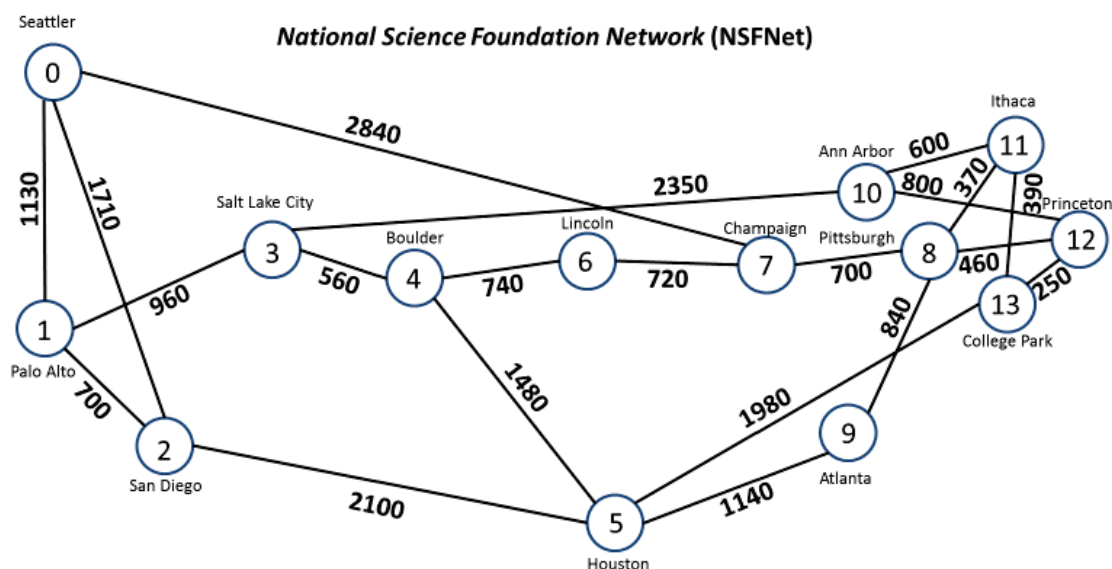 Seattler
National Science Foundation Network (NSFNet)
0
Ithaca
2840
11
600
Ann Arbor
370
1130
1710
2350
10
800
390
Salt Lake City
Princeton
Lincoln
Champaign
Pittsburgh
Boulder
12
3
6
7
8
4
560
740
720
700
460
250
960
13
840
1
College Park
Palo Alto
1480
700
1980
9
2
Atlanta
San Diego
2100
1140
5
Houston